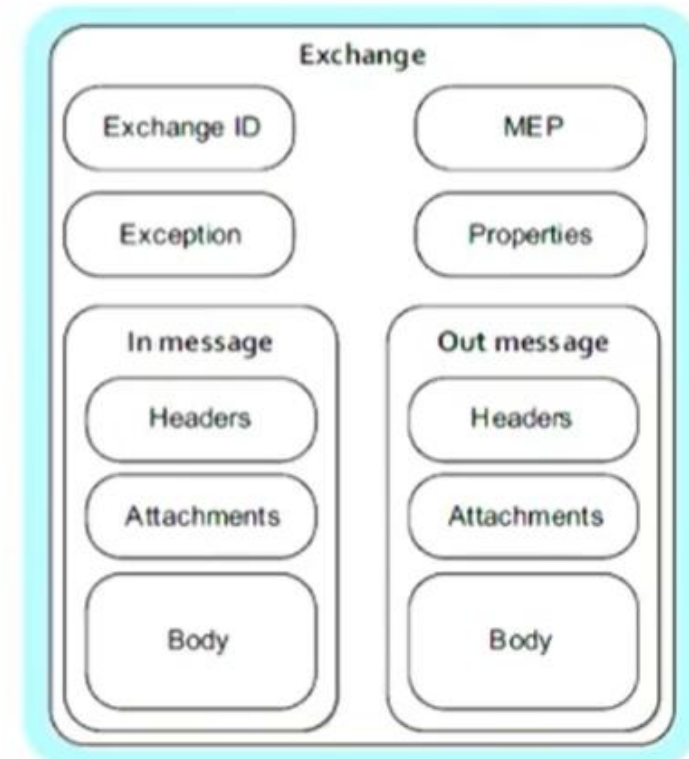 Exchange
Exchange ID
MEP
Exception
Properties
In message
Headers
Attachments
Body
Out message
Headers
Attachments
Body